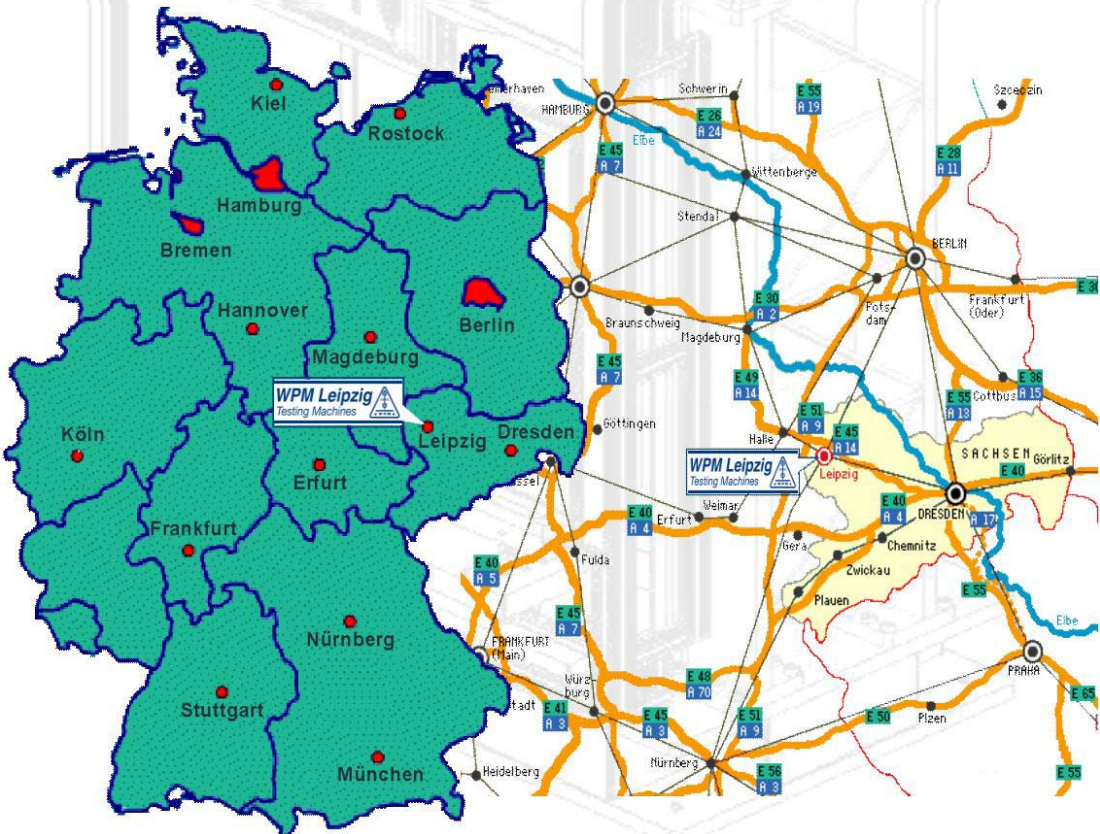 Kiel
Rostock
Hamburg
Bremen
Hannover
Berlin
Magdeburg
WPM Leipzig
Testing Machines
Köln
Leipzig
Dresden
Erfurt
Frankfurt
Nürnberg
Stuttgart
München
HAMBURG
Schwerin
E 55
A 19
Szczecin
E 26
A 24
Elbe
E 45
A 7
E 28
A 11
Wittenberge
Stendal
BERLIN
E 30
A 2
Pots-
dam
Frankfurt
(Oder)
E 30
Braunschweig
Magdeburg
E 45
A 7
E 49
A 14
E 51
A 9
E 55
A 13
E 36
A 15
Cottbus
Göttingen
Halle
E 45
A 14
SACHSEN
Görlitz
E 40
WPM Leipzig
Testing Machines
Leipzig
E 40
A 4
Erfurt
Weimar
E 40
A 4
DRESDEN
A 17
Gera
Chemnitz
Zwickau
Fulda
E 40
A 5
Plauen
E 55
E 45
A 7
Elbe
FRANKFURT
(Main)
PRAHA
Würz-
burg
E 48
A 70
E 65
E 41
A 3
E 45
A 3
E 51
A 9
E 50
Plzen
Nürnberg
Heidelberg
E 56
A 3
E 55